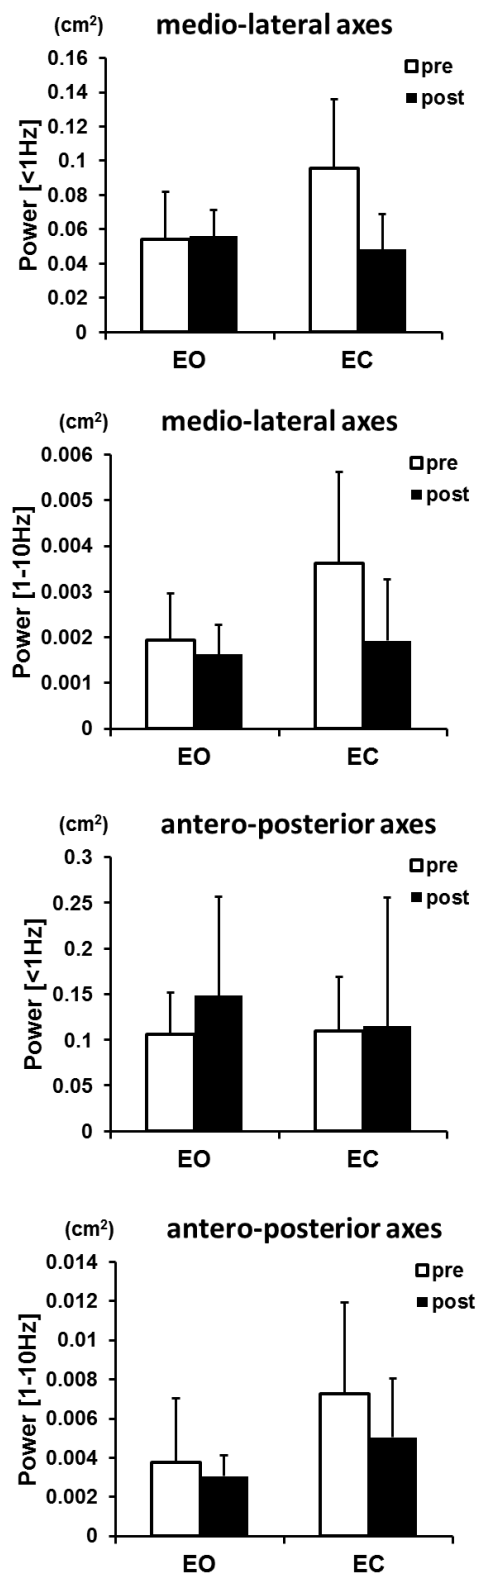 (cm²) medio-lateral axes
pre
post
Power [<1Hz]
0.16
0.14
0.12
0.1
0.08
0.06
0.04
0.02
0
EO EC
(cm²) medio-lateral axes
pre
post
Power [1-10Hz]
0.006
0.005
0.004
0.003
0.002
0.001
0
EO EC
(cm²) antero-posterior axes
pre
post
Power [<1Hz]
0.3
0.25
0.2
0.15
0.1
0.05
0
EO EC
(cm²) antero-posterior axes
pre
post
Power [1-10Hz]
0.014
0.012
0.01
0.008
0.006
0.004
0.002
0
EO EC